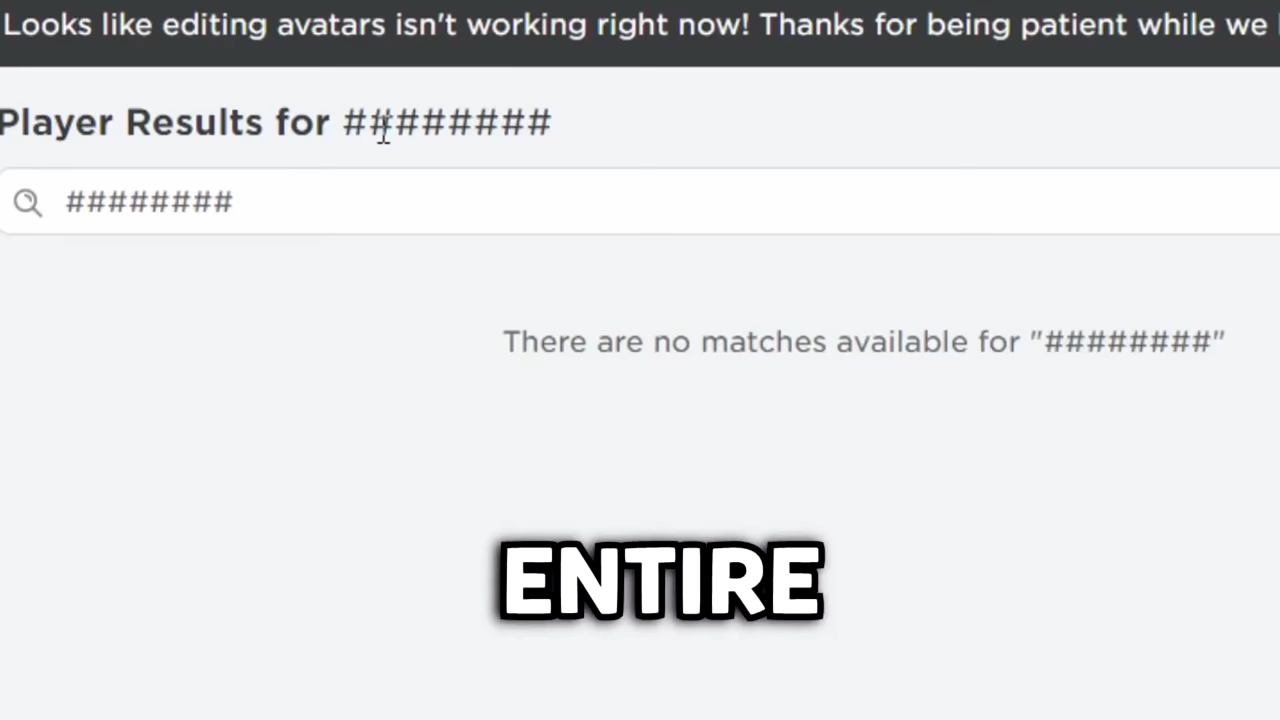 Looks like editing avatars isn't working right now! Thanks for being patient while we
Player Results for ########
########
There are no matches available for "########"
ENTIRE